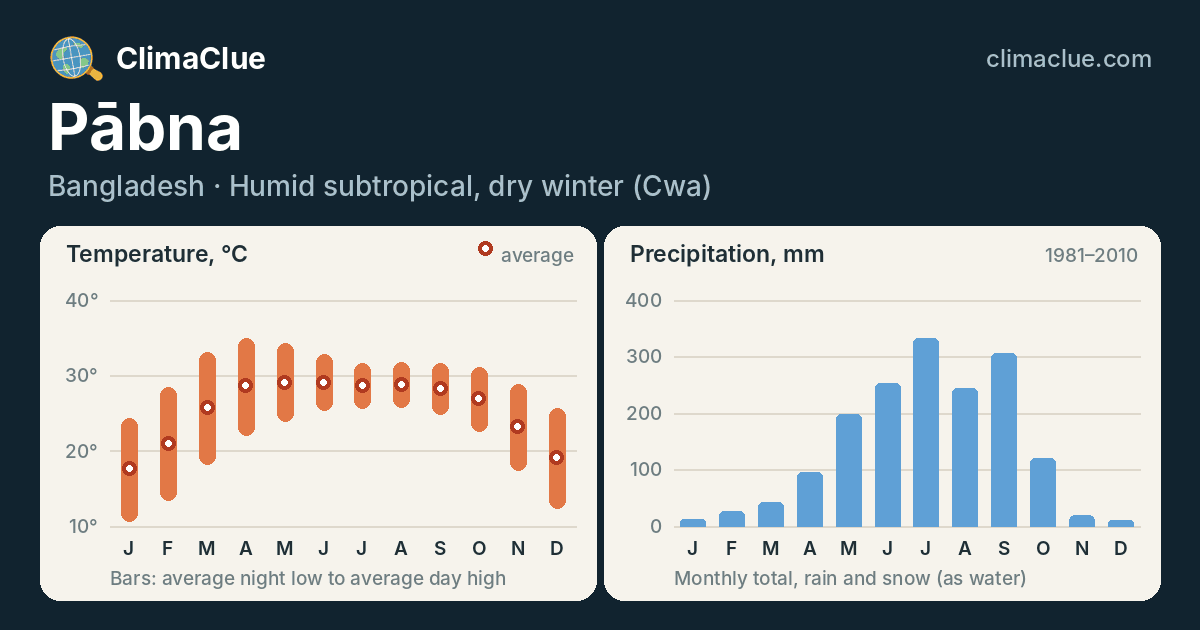 ClimaClue
climaclue.com
Pābna
Bangladesh · Humid subtropical, dry winter (Cwa)
Temperature, °C
average
40°
30°
20°
10°
J F M A M J J A S O N D
Bars: average night low to average day high
Precipitation, mm
1981–2010
400
300
200
100
0
J F M A M J J A S O N D
Monthly total, rain and snow (as water)